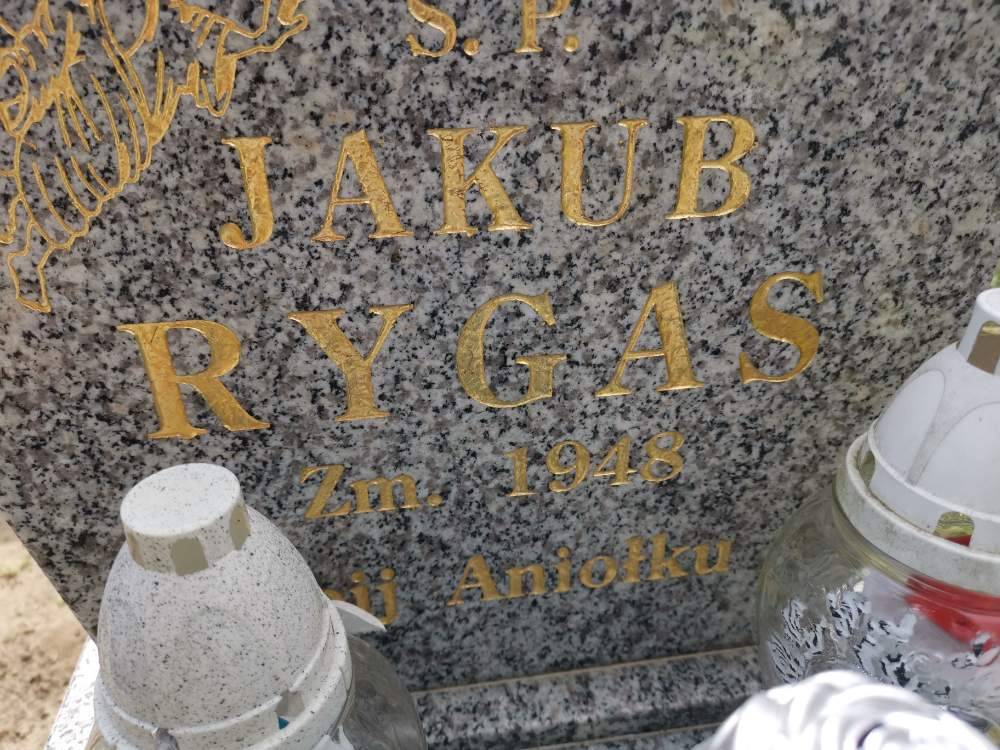 S. P.
JAKUB
RYGAS
Zm. 1948
Aniołku